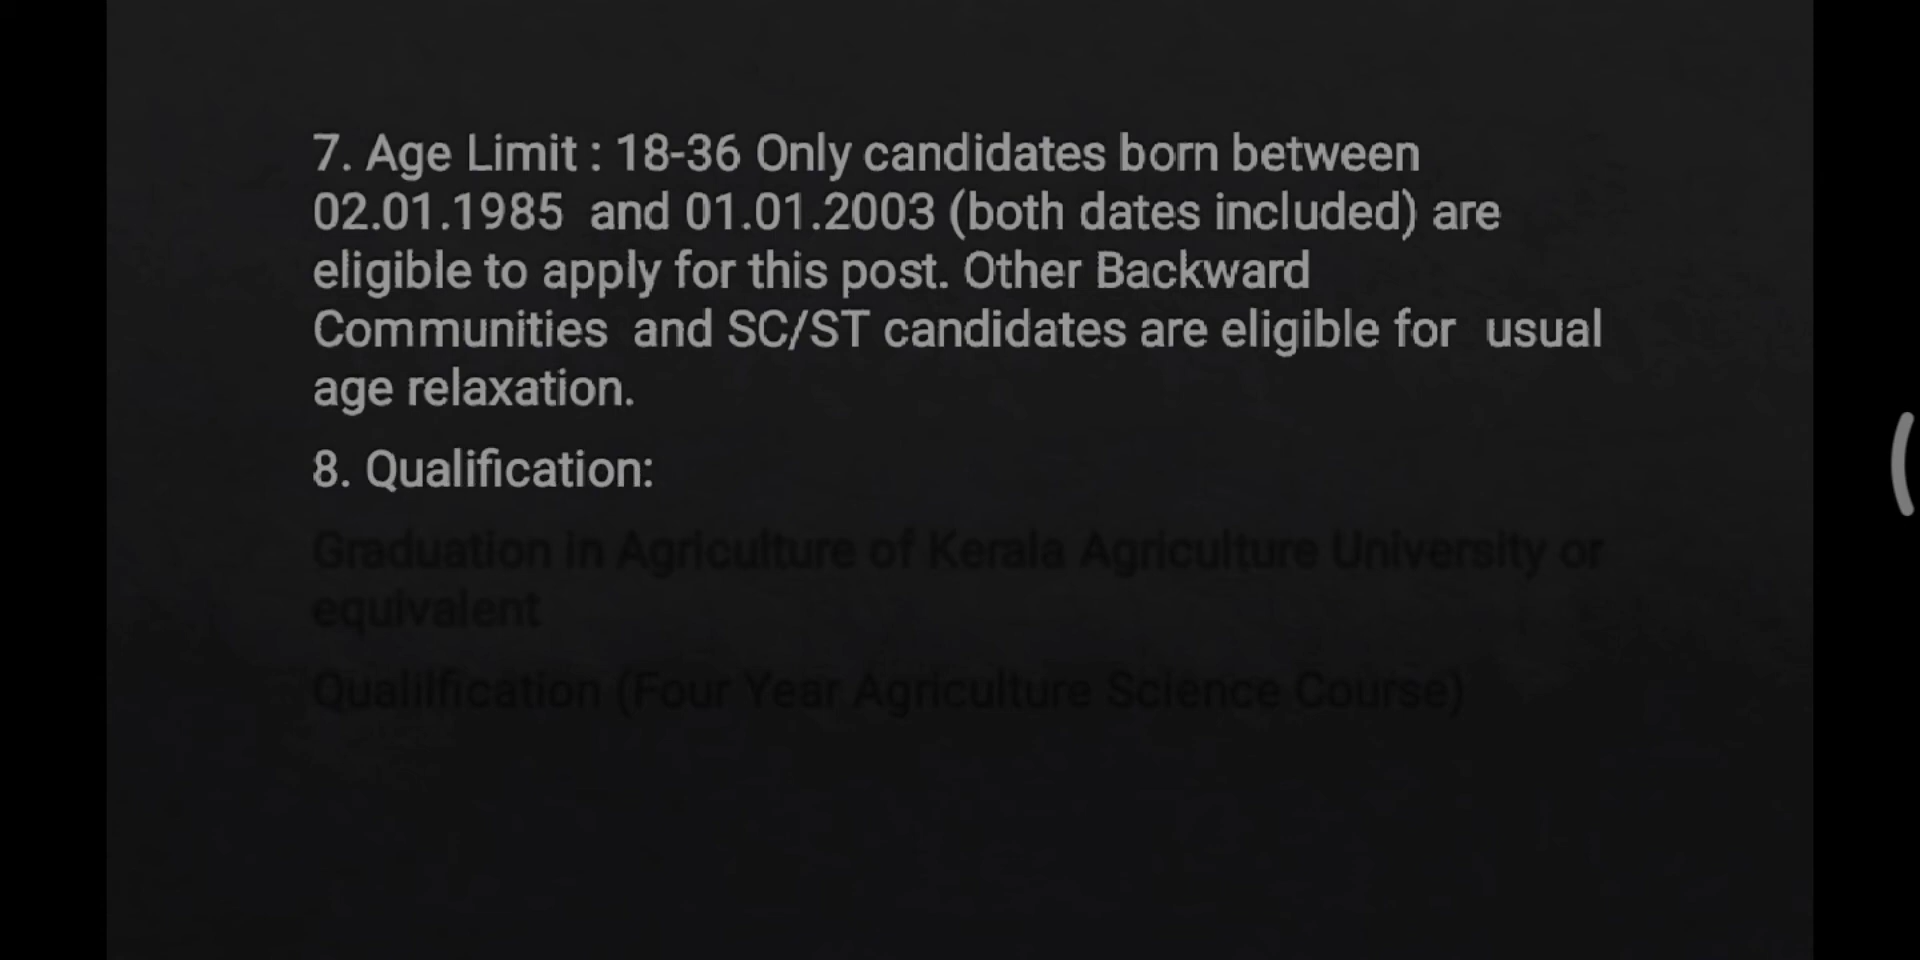 7. Age Limit : 18-36 Only candidates born between
02.01.1985 and 01.01.2003 (both dates included) are
eligible to apply for this post. Other Backward
Communities and SC/ST candidates are eligible for usual
age relaxation.
8. Qualification:
Graduation in Agriculture of Kerala Agriculture University or
equivalent
Qualilfication (Four Year Agriculture Science Course)